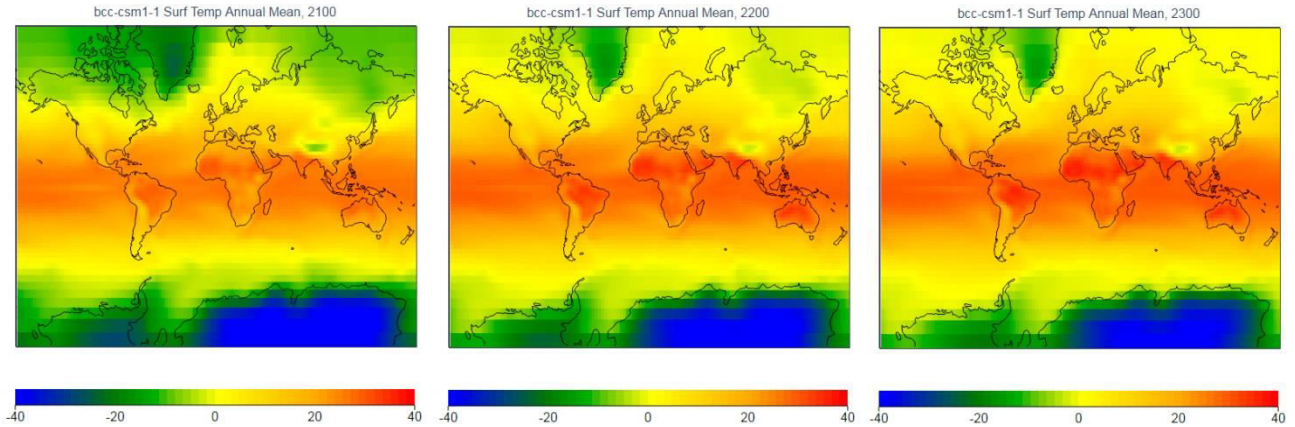 bcc-csm1-1 Surf Temp Annual Mean, 2100
bcc-csm1-1 Surf Temp Annual Mean, 2200
bcc-csm1-1 Surf Temp Annual Mean, 2300
-40 -20 0 20 40
-40 -20 0 20 40
-40 -20 0 20 40